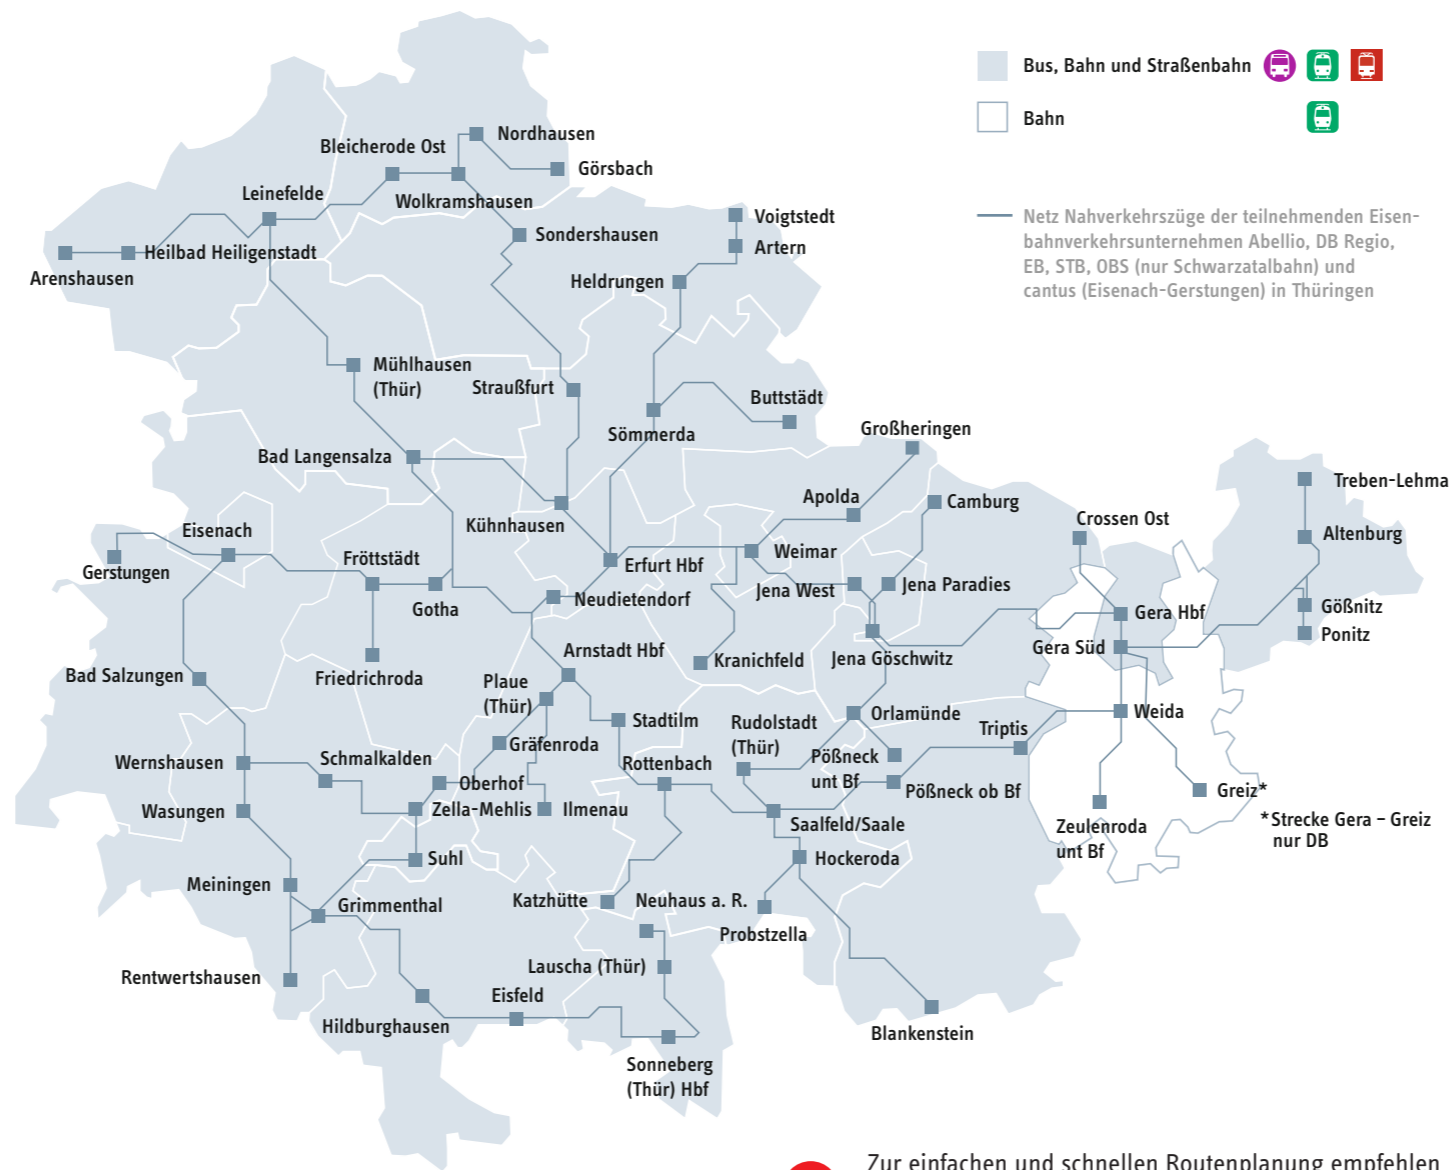 Bus, Bahn und Straßenbahn
Bahn
Netz Nahverkehrszüge der teilnehmenden Eisen-
bahnverkehrsunternehmen Abellio, DB Regio,
EB, STB, OBS (nur Schwarzatalbahn) und
cantus (Eisenach-Gerstungen) in Thüringen
Nordhausen
Bleicherode Ost
Görsbach
Leinefelde
Wolkramshausen
Voigtstedt
Sondershausen
Artern
Heilbad Heiligenstadt
Arenshausen
Heldrungen
Mühlhausen
(Thür)
Straußfurt
Buttstädt
Sömmerda
Großheringen
Bad Langensalza
Treben-Lehma
Apolda
Camburg
Kühnhausen
Crossen Ost
Eisenach
Altenburg
Weimar
Fröttstädt
Erfurt Hbf
Gerstungen
Jena West
Jena Paradies
Neudietendorf
Gotha
Gößnitz
Gera Hbf
Ponitz
Arnstadt Hbf
Gera Süd
Jena Göschwitz
Kranichfeld
Bad Salzungen
Friedrichroda
Plaue
(Thür)
Weida
Orlamünde
Stadtilm
Rudolstadt
(Thür)
Triptis
Gräfenroda
Schmalkalden
Pößneck
unt Bf
Wernshausen
Rottenbach
Oberhof
Pößneck ob Bf
Greiz*
Wasungen
Zella-Mehlis
Ilmenau
*Strecke Gera – Greiz
nur DB
Saalfeld/Saale
Zeulenroda
unt Bf
Suhl
Hockeroda
Meiningen
Katzhütte
Neuhaus a. R.
Grimmenthal
Probstzella
Lauscha (Thür)
Rentwertshausen
Eisfeld
Hildburghausen
Blankenstein
Sonneberg
(Thür) Hbf
Zur einfachen und schnellen Routenplanung empfehlen